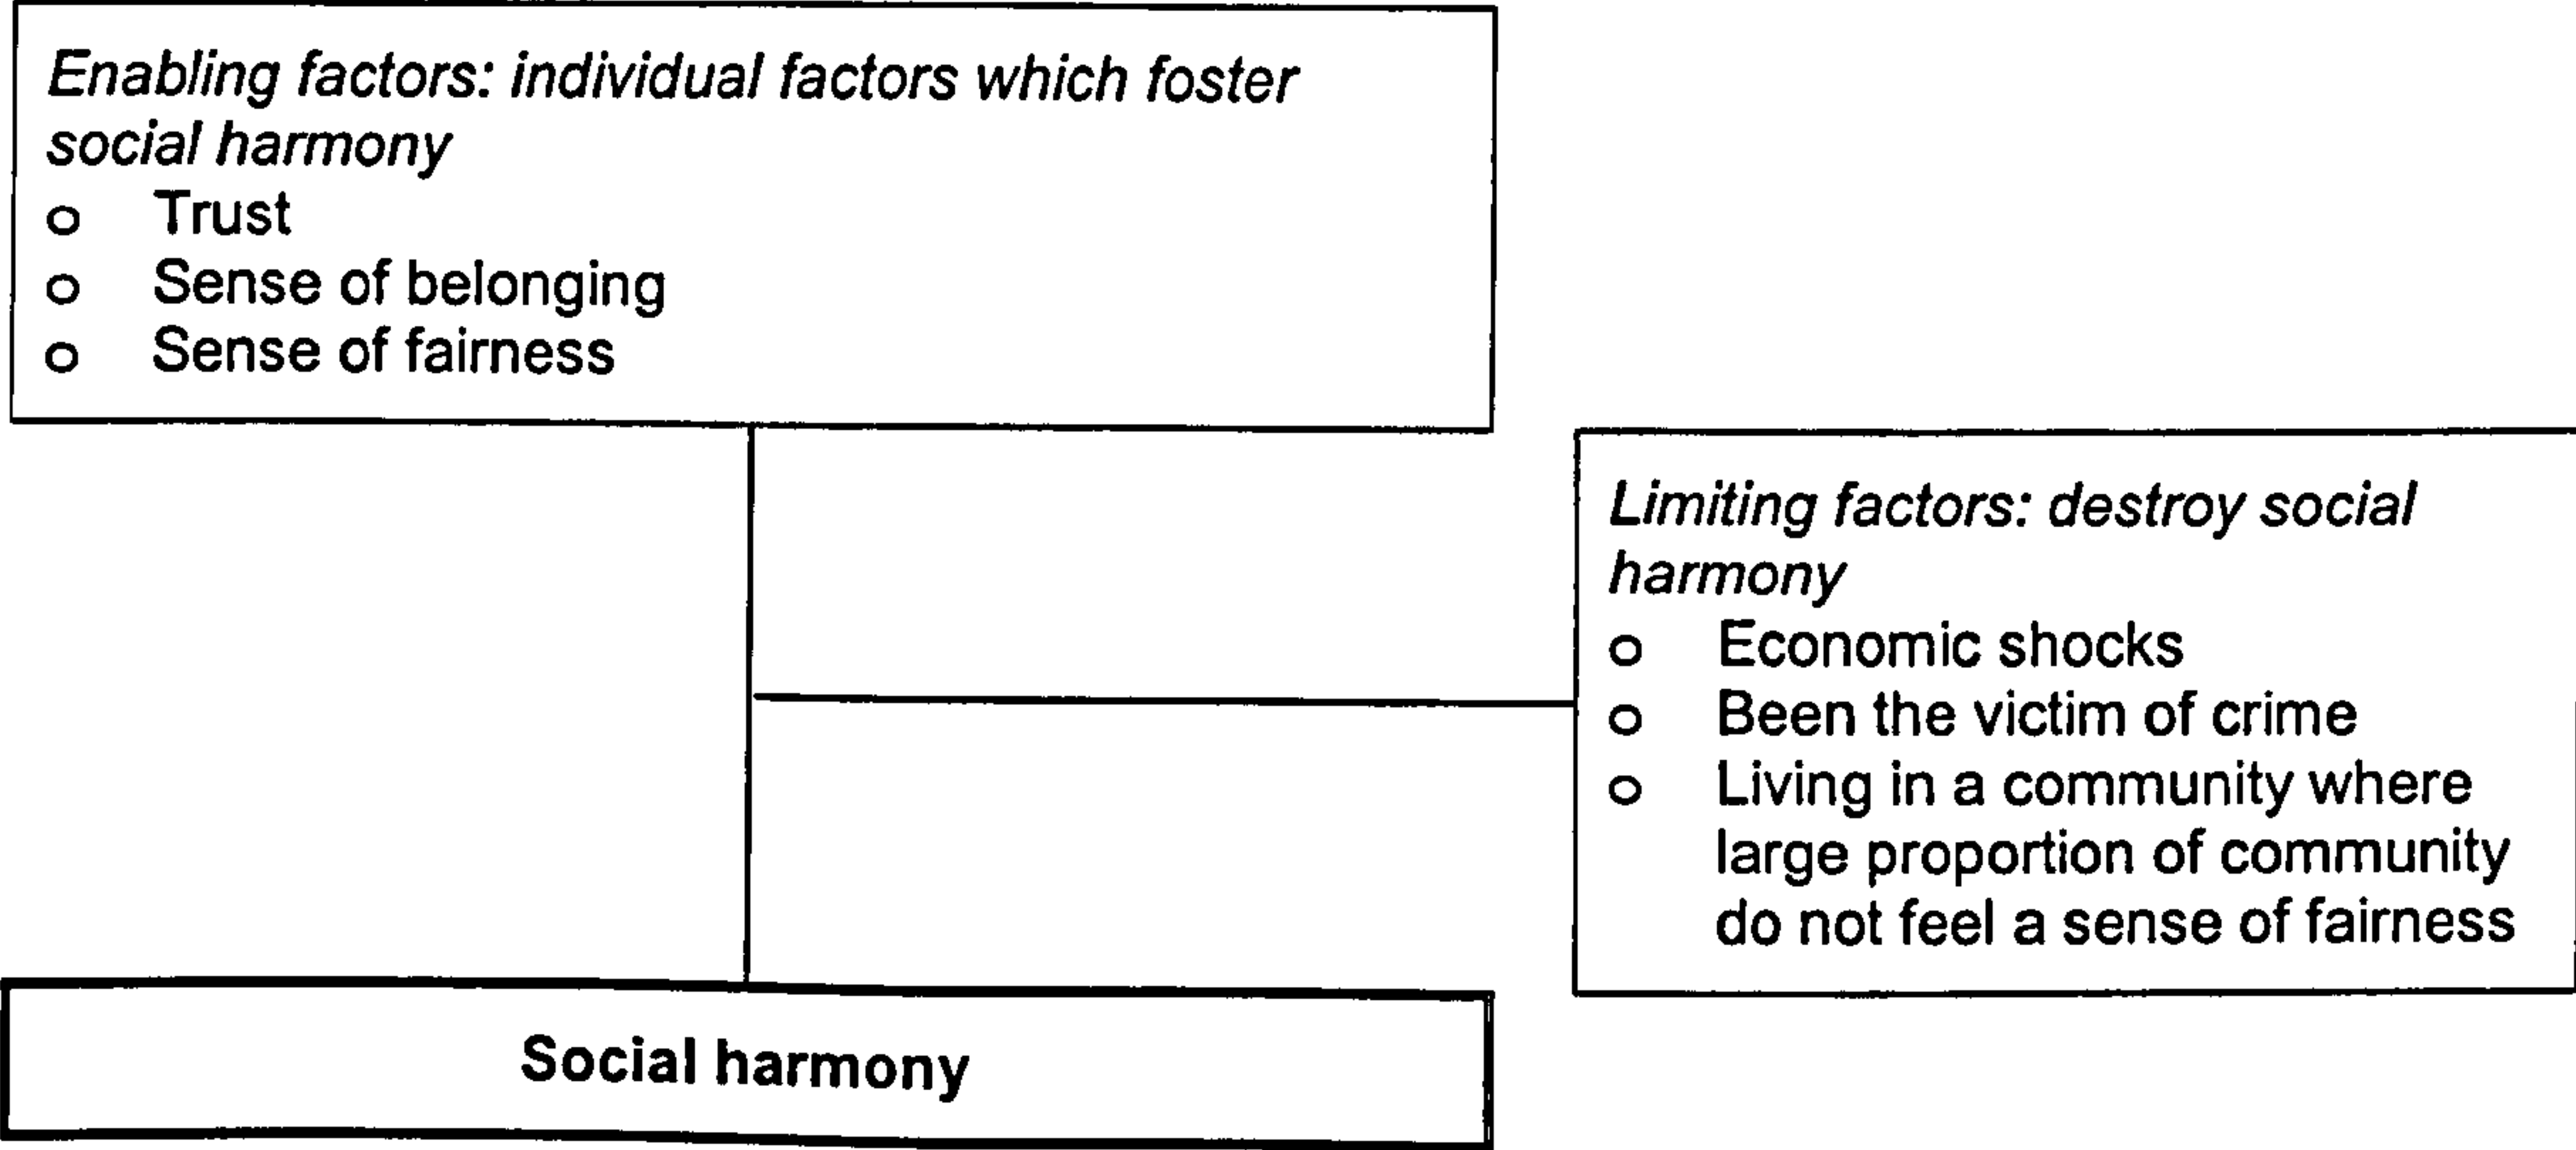 Enabling factors: individual factors which foster
social harmony
o Trust
o Sense of belonging
o Sense of fairness
Limiting factors: destroy social
harmony
o Economic shocks
o Been the victim of crime
o Living in a community where
large proportion of community
do not feel a sense of fairness
Social harmony